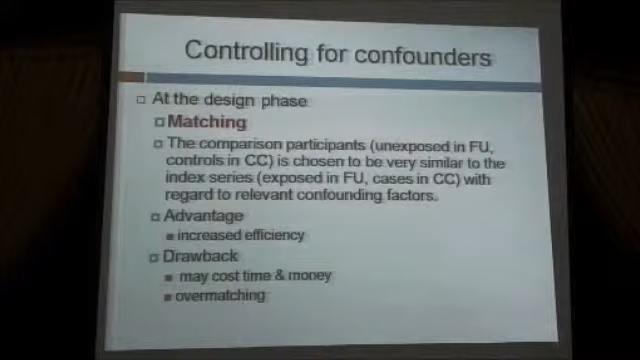 Controlling for confounders
At the design phase
Matching
The comparison participants (unexposed in FU,
controls in CC) is chosen to be very similar to the
index series (exposed in FU, cases in CC) with
regard to relevant confounding factors.
Advantage
increased efficiency
Drawback
may cost time & money
overmatching